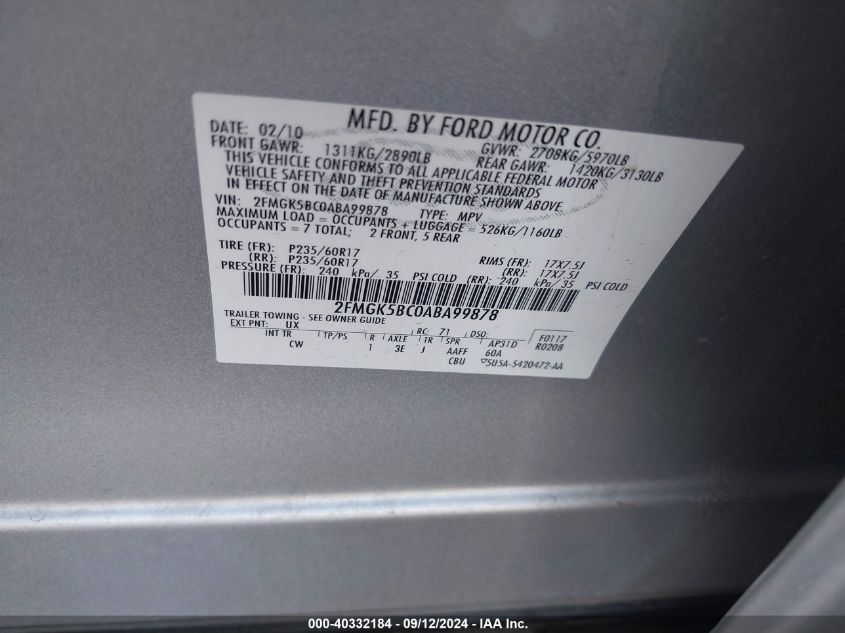 MFD. BY FORD MOTOR CO.
DATE: 02/10 GVWR: 2708KG/5970LB
FRONT GAWR: 1311KG/2890LB REAR GAWR: 1420KG/3130LB
THIS VEHICLE CONFORMS TO ALL APPLICABLE FEDERAL MOTOR
VEHICLE SAFETY AND THEFT PREVENTION STANDARDS
IN EFFECT ON THE DATE OF MANUFACTURE SHOWN ABOVE.
VIN: 2FMGK5BC0ABA99878 TYPE: MPV
MAXIMUM LOAD = OCCUPANTS + LUGGAGE = 526KG/1160LB
OCCUPANTS = 7 TOTAL; 2 FRONT, 5 REAR
TIRE (FR): P235/60R17 RIMS (FR): 17X7.5J
(RR): P235/60R17 (RR): 17X7.5J
PRESSURE (FR): 240 kPa/ 35 PSI COLD (RR): 240 kPa/ 35 PSI COLD
2FMGK5BC0ABA99878
TRAILER TOWING - SEE OWNER GUIDE
EXT PNT: UX RC: 71 DSO: F0117
INT TR TP/PS R AXLE TR SPR AP31D R0208
CW 1 3E J AAFF 60A
CBU 5U5A-5420472-AA
000-40332184 - 09/12/2024 - IAA Inc.